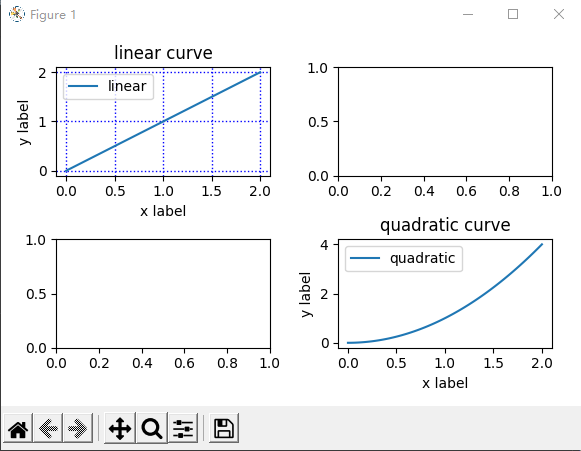 Figure 1
linear curve
y label
2
1
0
linear
0.0 0.5 1.0 1.5 2.0
x label
1.0
0.5
0.0
0.0 0.2 0.4 0.6 0.8 1.0
1.0
0.5
0.0
0.0 0.2 0.4 0.6 0.8 1.0
quadratic curve
y label
4
2
0
quadratic
0.0 0.5 1.0 1.5 2.0
x label